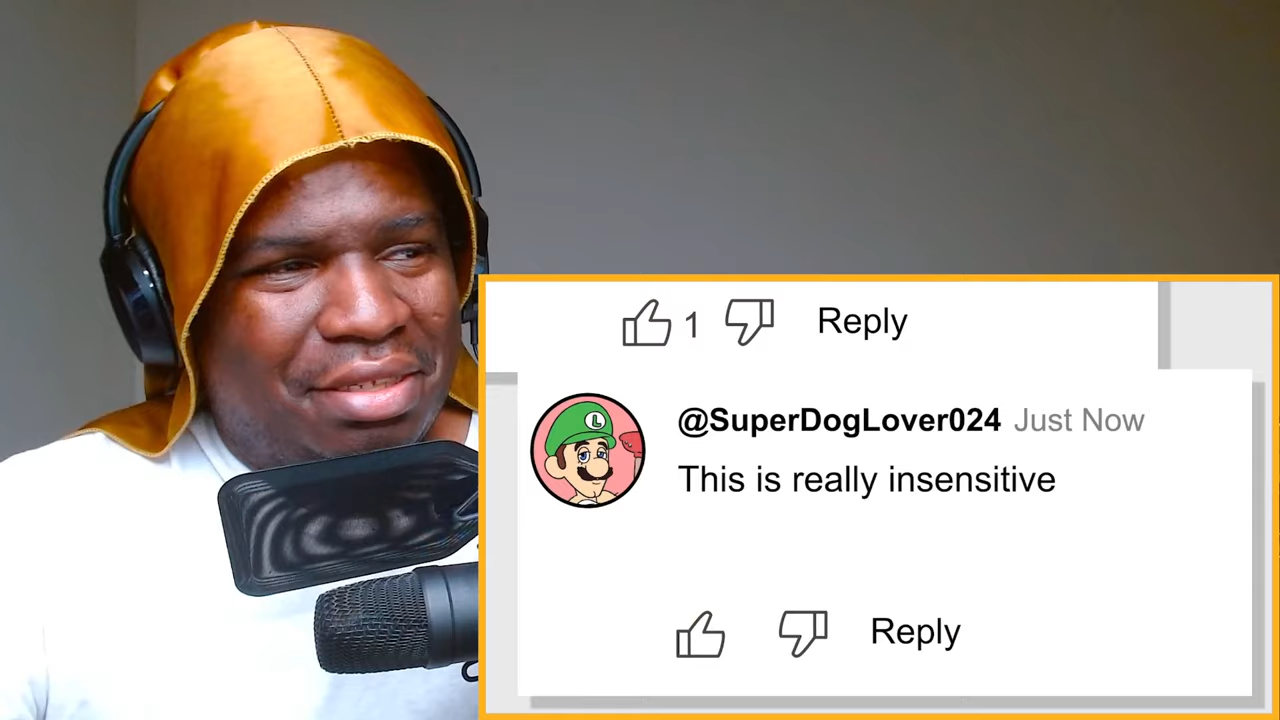 1 Reply
@SuperDogLover024 Just Now
This is really insensitive
Reply
L